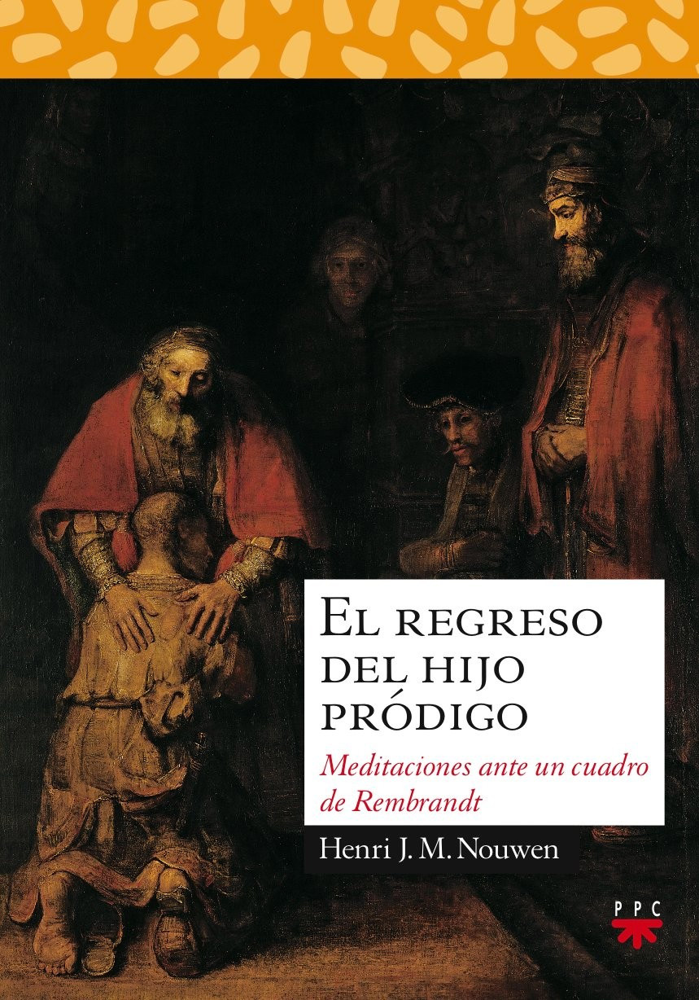 El regreso
del hijo
pródigo
Meditaciones ante un cuadro
de Rembrandt
Henri J. M. Nouwen
PPC